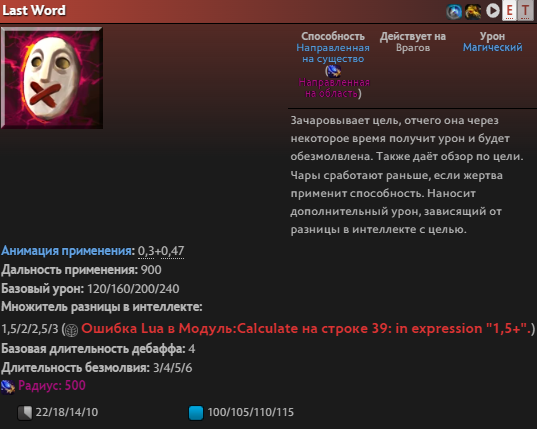 Last Word
E T
Способность
Действует на
Урон
Направленная
на существо
Врагов
Магический
(
Направленная
на область)
Зачаровывает цель, отчего она через
некоторое время получит урон и будет
обезмолвлена. Также даёт обзор по цели.
Чары сработают раньше, если жертва
применит способность. Наносит
дополнительный урон, зависящий от
разницы в интеллекте с целью.
Анимация применения: 0,3+0,47
Дальность применения: 900
Базовый урон: 120/160/200/240
Множитель разницы в интеллекте:
1,5/2/2,5/3 ( Ошибка Lua в Модуль:Calculate на строке 39: in expression "1,5+".)
Базовая длительность дебаффа: 4
Длительность безмолвия: 3/4/5/6
Радиус: 500
22/18/14/10
100/105/110/115